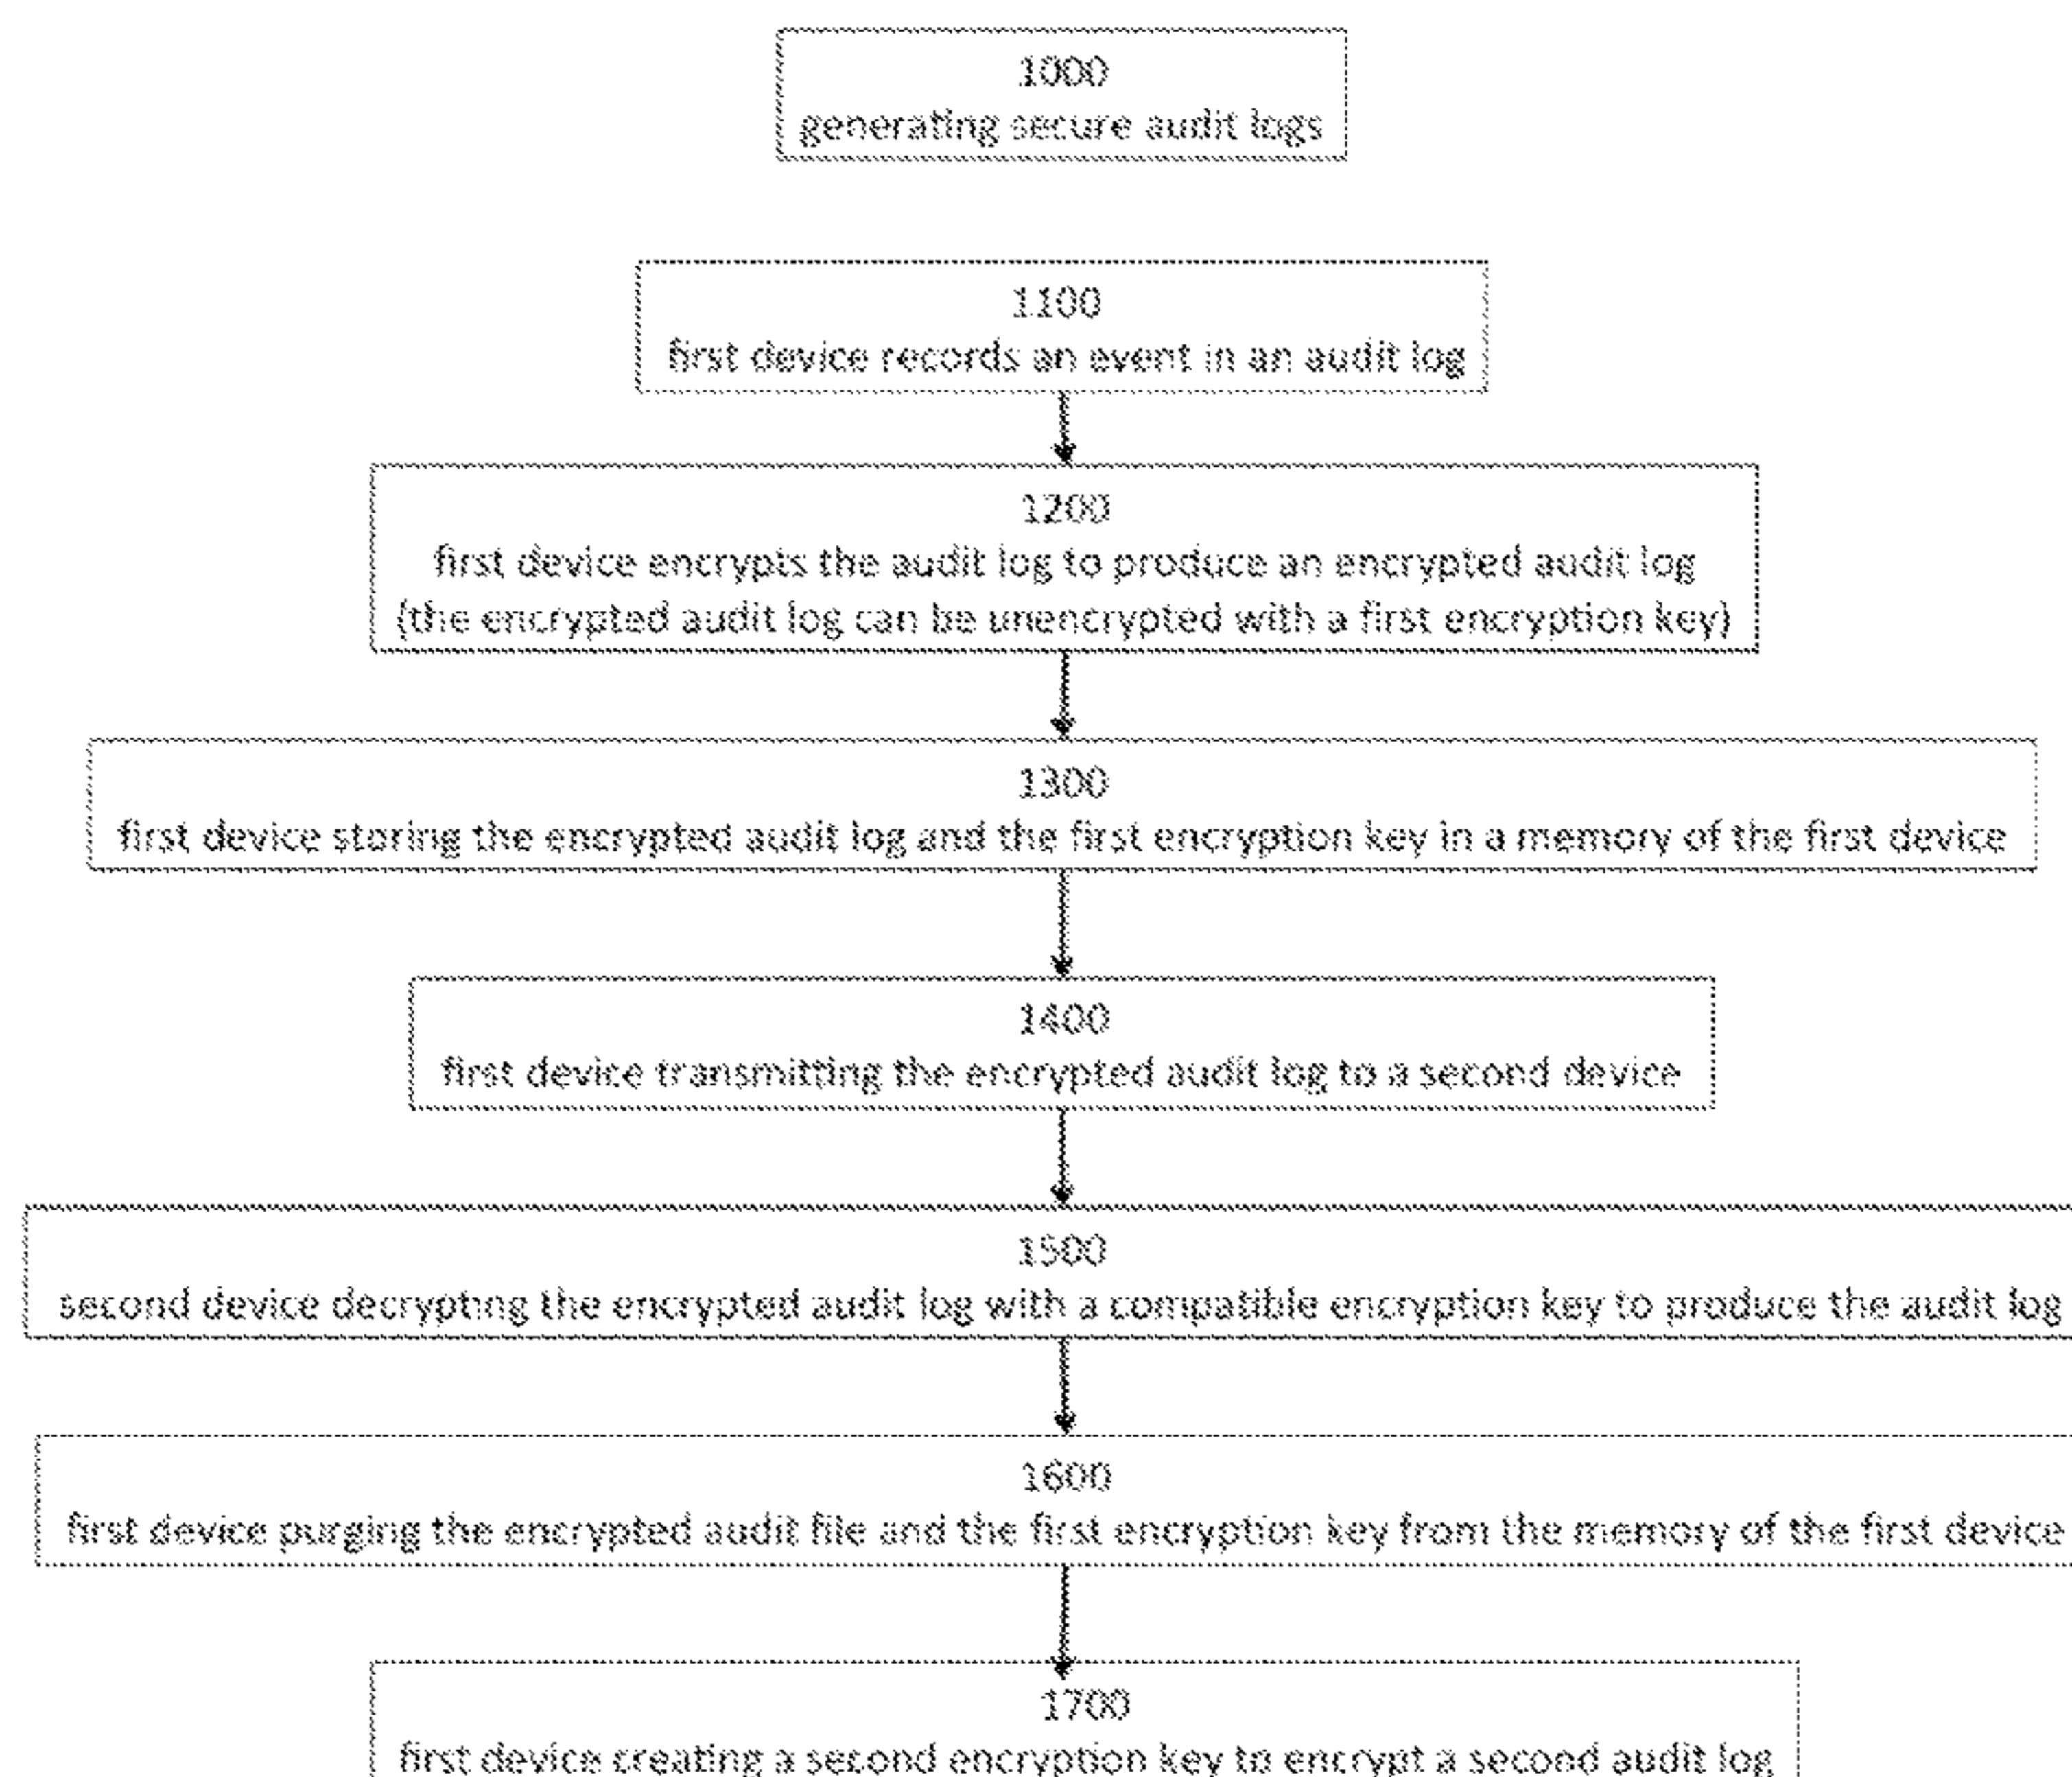 1000
generating secure audit logs
1100
first device records an event in an audit log
1200
first device encrypts the audit log to produce an encrypted audit log
(the encrypted audit log can be unencrypted with a first encryption key)
1300
first device storing the encrypted audit log and the first encryption key in a memory of the first device
1400
first device transmitting the encrypted audit log to a second device
1500
second device decrypting the encrypted audit log with a compatible encryption key to produce the audit log
1600
first device purging the encrypted audit file and the first encryption key from the memory of the first device
1700
first device creating a second encryption key to encrypt a second audit log